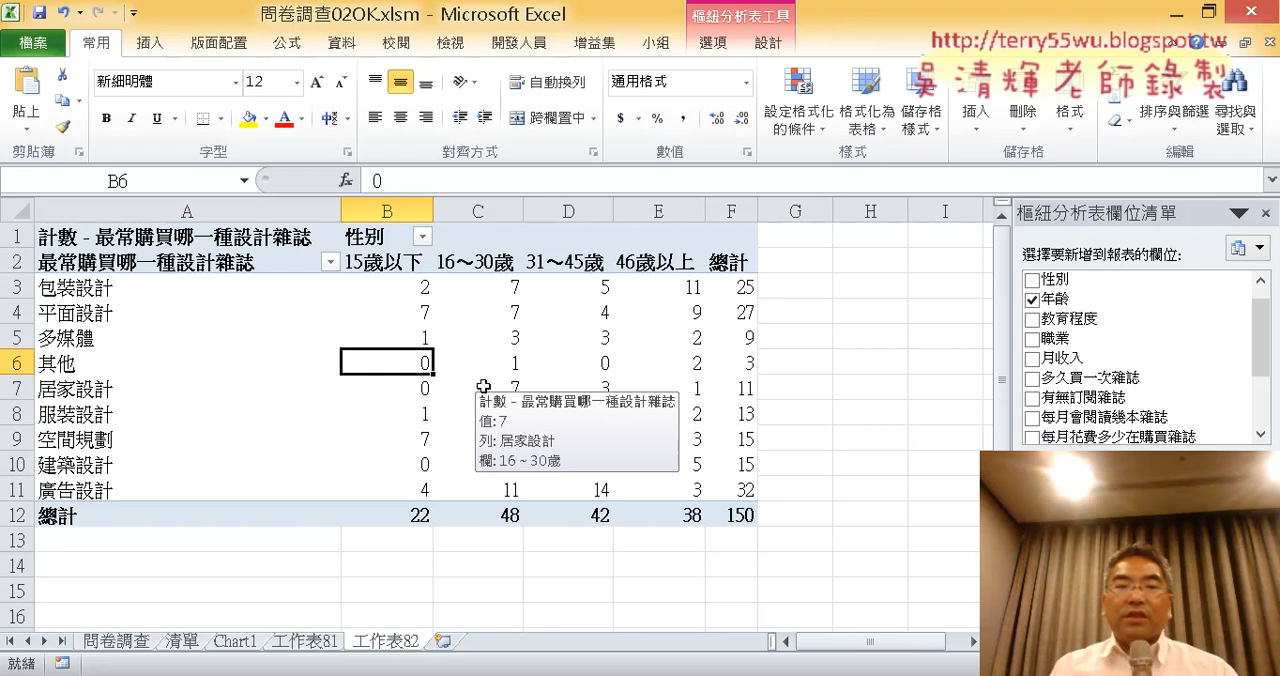 問卷調查02OK.xlsm - Microsoft Excel
樞紐分析表工具
檔案 常用 插入 版面配置 公式 資料 校閱 檢視 開發人員 增益集 小組 選項 設計
http://terry55wu.blogspot.tw
吳清輝老師錄製
貼上
新細明體 12
B I U
自動換列
跨欄置中
通用格式
$ % ,
設定格式化的條件
格式化為表格
儲存格樣式
插入 刪除 格式
排序與篩選 尋找與選取
剪貼簿 字型 對齊方式 數值 樣式 儲存格 編輯
B6 fx 0
A B C D E F G H I
1 計數 - 最常購買哪一種設計雜誌 性別
2 最常購買哪一種設計雜誌 15歲以下 16~30歲 31~45歲 46歲以上 總計
3 包裝設計 2 7 5 11 25
4 平面設計 7 7 4 9 27
5 多媒體 1 3 3 2 9
6 其他 0 1 0 2 3
7 居家設計 0 7 3 1 11
8 服裝設計 1 2 13
9 空間規劃 7 3 15
10 建築設計 0 5 15
11 廣告設計 4 11 14 3 32
12 總計 22 48 42 38 150
13
14
15
16
計數 - 最常購買哪一種設計雜誌
值: 7
列: 居家設計
欄: 16~30歲
樞紐分析表欄位清單
選擇要新增到報表的欄位:
性別
年齡
教育程度
職業
月收入
多久買一次雜誌
有無訂閱雜誌
每月會閱讀幾本雜誌
每月花費多少在購買雜誌
問卷調查 清單 Chart1 工作表81 工作表82
就緒